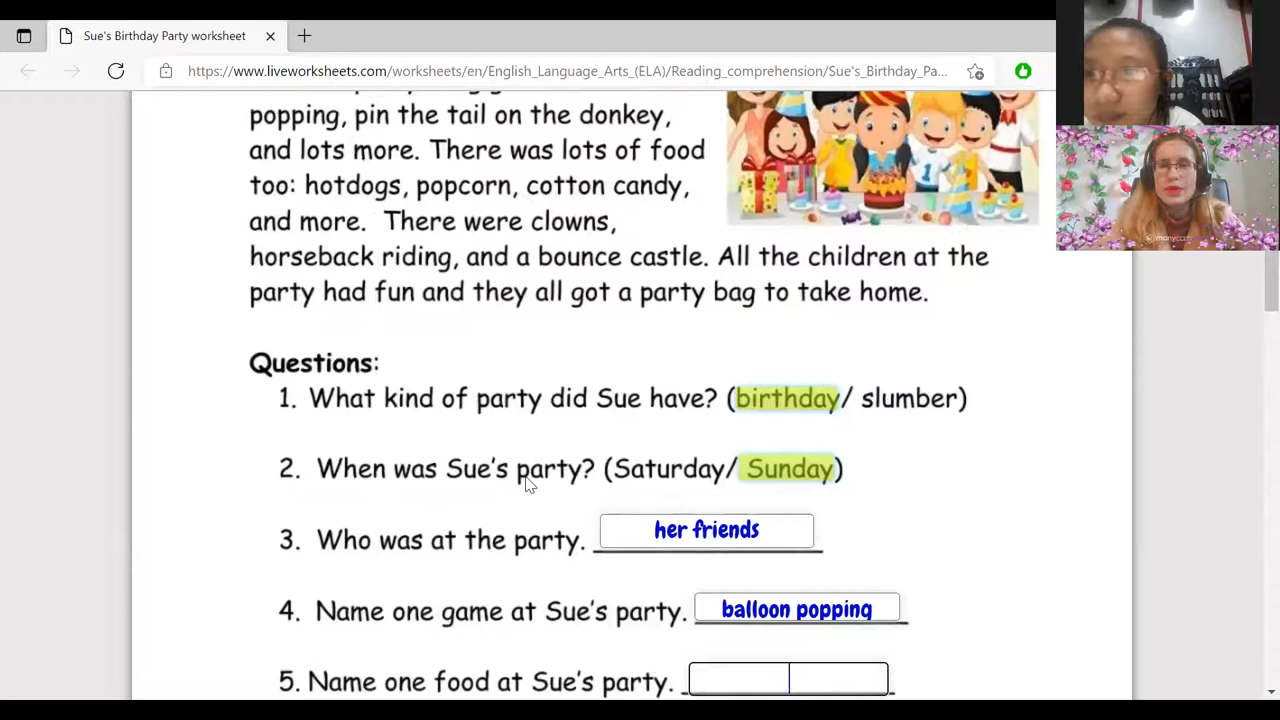 Sue's Birthday Party worksheet
https://www.liveworksheets.com/worksheets/en/English_Language_Arts_(ELA)/Reading_comprehension/Sue's_Birthday_Pa...
popping, pin the tail on the donkey,
and lots more. There was lots of food
too: hotdogs, popcorn, cotton candy,
and more. There were clowns,
horseback riding, and a bounce castle. All the children at the
party had fun and they all got a party bag to take home.
Questions:
1. What kind of party did Sue have? (birthday/ slumber)
2. When was Sue's party? (Saturday/ Sunday)
3. Who was at the party. her friends
4. Name one game at Sue's party. balloon popping
5. Name one food at Sue's party.
manycam